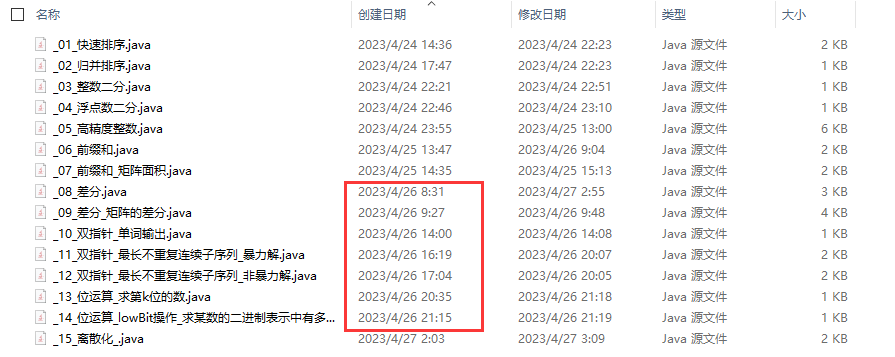 名称 创建日期 修改日期 类型 大小
_01_快速排序.java 2023/4/24 14:36 2023/4/24 22:23 Java 源文件 2 KB
_02_归并排序.java 2023/4/24 17:47 2023/4/24 22:23 Java 源文件 1 KB
_03_整数二分.java 2023/4/24 22:21 2023/4/24 22:51 Java 源文件 1 KB
_04_浮点数二分.java 2023/4/24 22:46 2023/4/24 23:10 Java 源文件 1 KB
_05_高精度整数.java 2023/4/24 23:55 2023/4/25 13:00 Java 源文件 6 KB
_06_前缀和.java 2023/4/25 13:47 2023/4/26 9:04 Java 源文件 2 KB
_07_前缀和_矩阵面积.java 2023/4/25 14:35 2023/4/25 15:13 Java 源文件 2 KB
_08_差分.java 2023/4/26 8:31 2023/4/27 2:55 Java 源文件 3 KB
_09_差分_矩阵的差分.java 2023/4/26 9:27 2023/4/26 9:48 Java 源文件 4 KB
_10_双指针_单词输出.java 2023/4/26 14:00 2023/4/26 14:08 Java 源文件 1 KB
_11_双指针_最长不重复连续子序列_暴力解.java 2023/4/26 16:19 2023/4/26 20:07 Java 源文件 2 KB
_12_双指针_最长不重复连续子序列_非暴力解.java 2023/4/26 17:04 2023/4/26 20:05 Java 源文件 2 KB
_13_位运算_求第k位的数.java 2023/4/26 20:35 2023/4/26 21:18 Java 源文件 1 KB
_14_位运算_lowBit操作_求某数的二进制表示中有多... 2023/4/26 21:15 2023/4/26 21:19 Java 源文件 1 KB
_15_离散化_.java 2023/4/27 2:03 2023/4/27 3:09 Java 源文件 3 KB